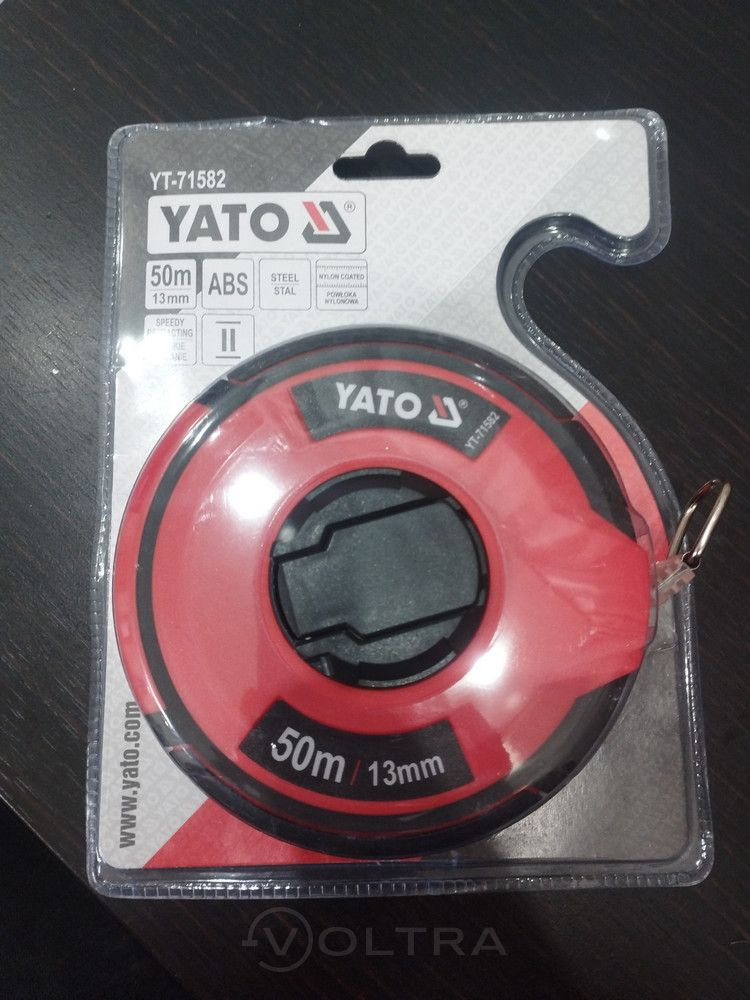 YT-71582
YATO ®
50m
13mm
ABS
STEEL
STAL
NYLON COATED
POWŁOKA
NYLONOWA
SPEEDY
II
YATO ®
YT-71582
50m / 13mm
www.yato.com
VOLTRA